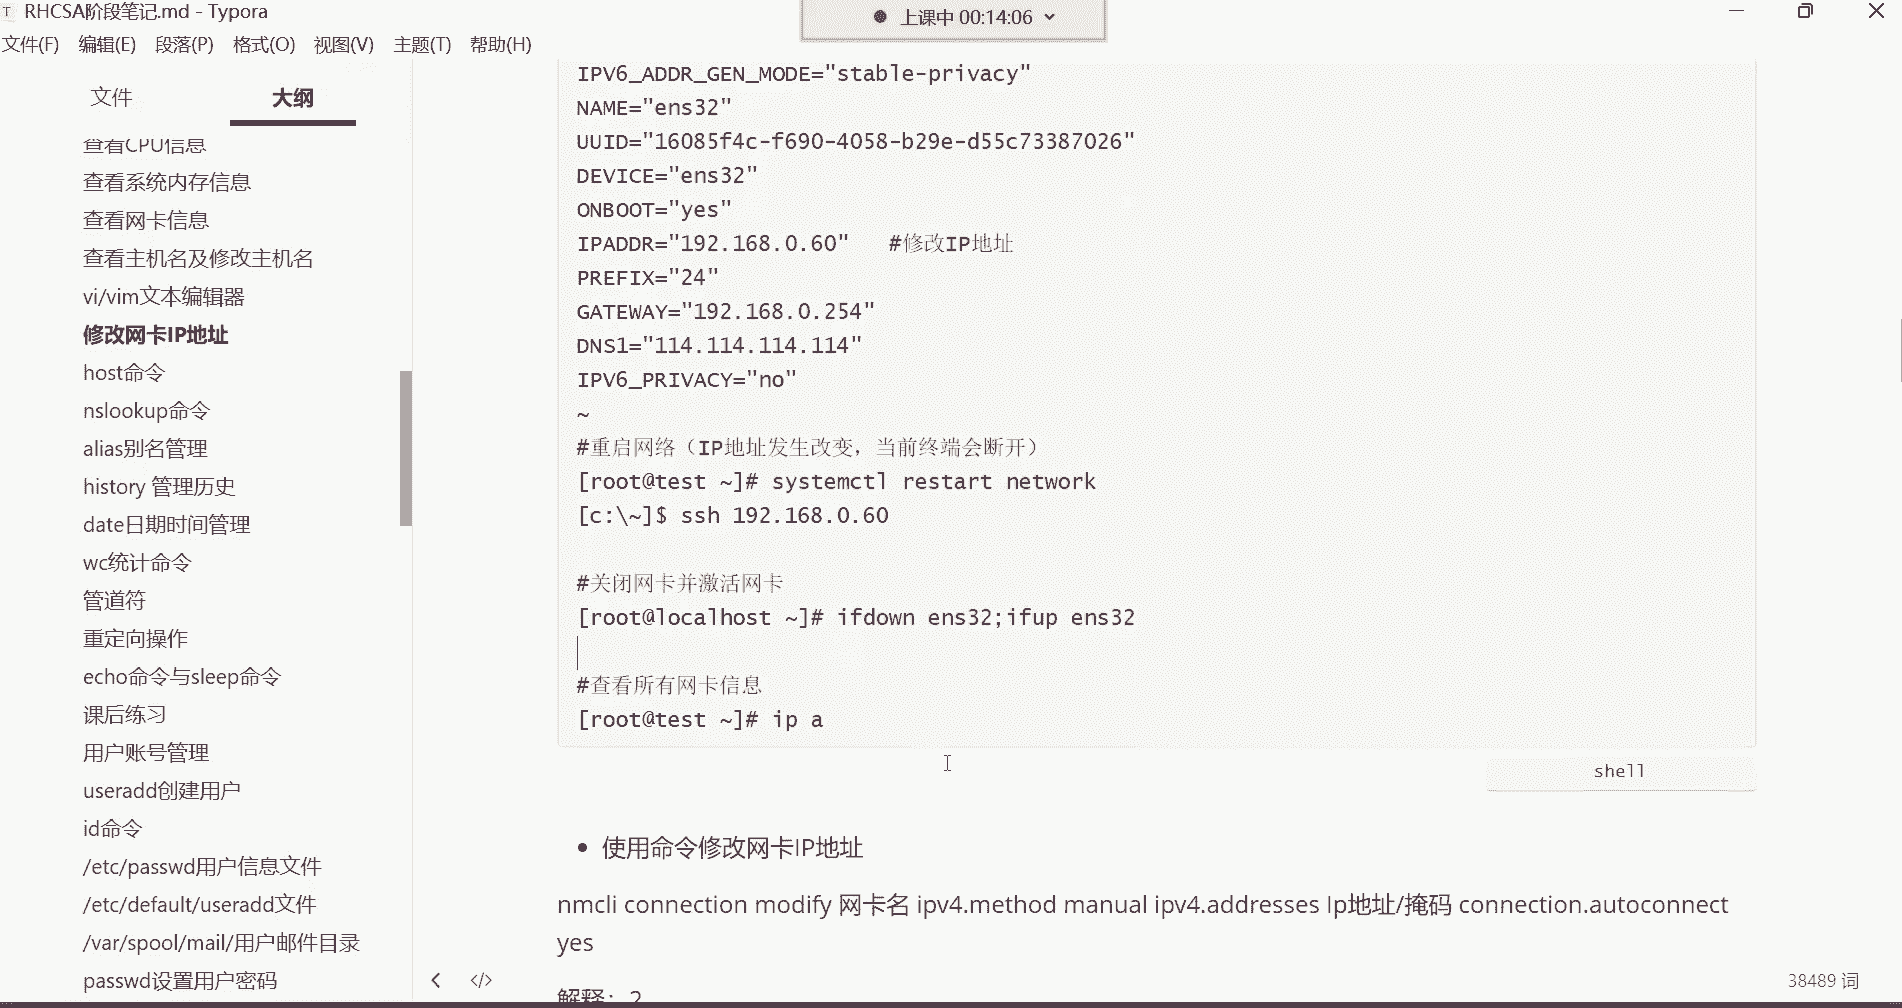 RHCSA阶段笔记.md - Typora
上课中 00:14:06
文件(F) 编辑(E) 段落(P) 格式(O) 视图(V) 主题(T) 帮助(H)
文件 大纲
查看CPU信息
查看系统内存信息
查看网卡信息
查看主机名及修改主机名
vi/vim文本编辑器
修改网卡IP地址
host命令
nslookup命令
alias别名管理
history 管理历史
date日期时间管理
wc统计命令
管道符
重定向操作
echo命令与sleep命令
课后练习
用户账号管理
useradd创建用户
id命令
/etc/passwd用户信息文件
/etc/default/useradd文件
/var/spool/mail/用户邮件目录
passwd设置用户密码
IPV6_ADDR_GEN_MODE="stable-privacy"
NAME="ens32"
UUID="16085f4c-f690-4058-b29e-d55c73387026"
DEVICE="ens32"
ONBOOT="yes"
IPADDR="192.168.0.60"   #修改IP地址
PREFIX="24"
GATEWAY="192.168.0.254"
DNS1="114.114.114.114"
IPV6_PRIVACY="no"
~
#重启网络（IP地址发生改变，当前终端会断开）
[root@test ~]# systemctl restart network
[c:\~]$ ssh 192.168.0.60
#关闭网卡并激活网卡
[root@localhost ~]# ifdown ens32;ifup ens32
#查看所有网卡信息
[root@test ~]# ip a
shell
• 使用命令修改网卡IP地址
nmcli connection modify 网卡名 ipv4.method manual ipv4.addresses Ip地址/掩码 connection.autoconnect
yes
解释：2
38489 词